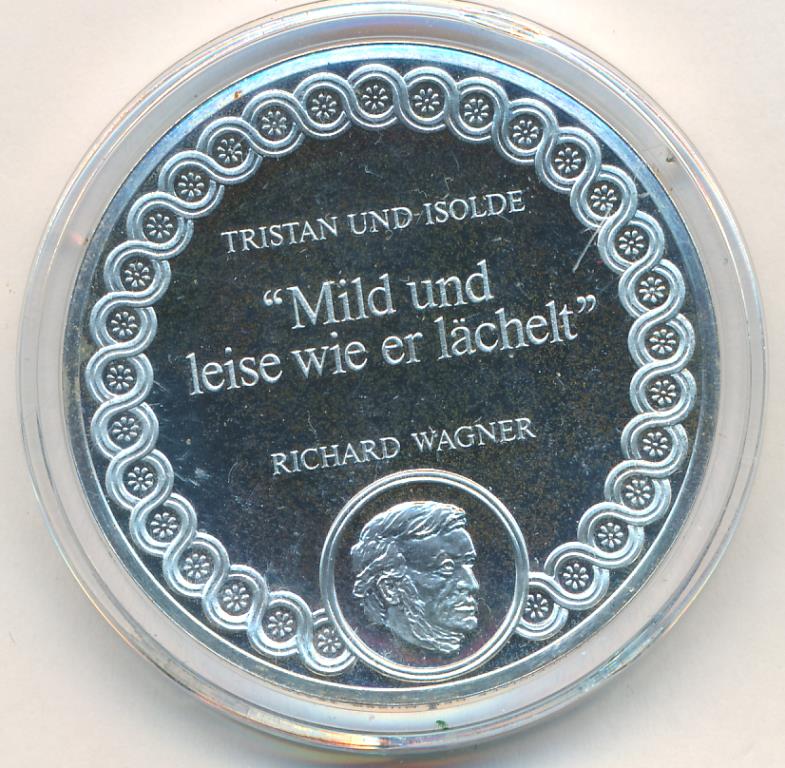 TRISTAN UND ISOLDE
“Mild und
leise wie er lächelt”
RICHARD WAGNER